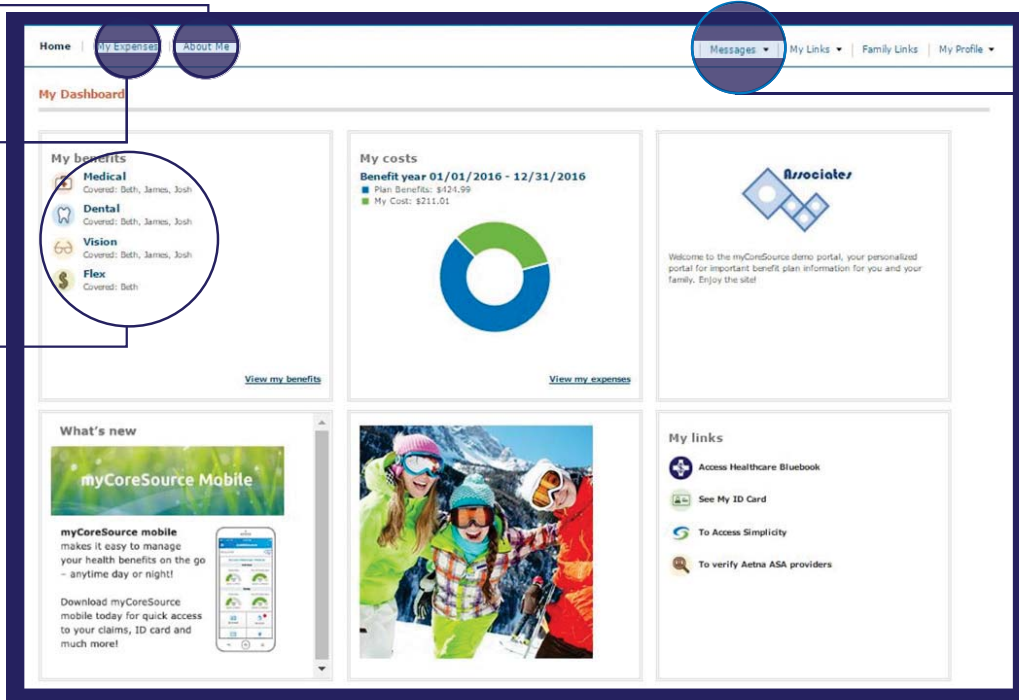 Home | My Expenses | About Me
Messages ▾ | My Links ▾ | Family Links | My Profile ▾
My Dashboard
My benefits
Medical
Covered: Beth, James, Josh
Dental
Covered: Beth, James, Josh
Vision
Covered: Beth, James, Josh
Flex
Covered: Beth
View my benefits
My costs
Benefit year 01/01/2016 - 12/31/2016
Plan Benefits: $424.99
My Cost: $211.01
View my expenses
Associates
Welcome to the myCoreSource demo portal, your personalized
portal for important benefit plan information for you and your
family. Enjoy the site!
What's new
myCoreSource Mobile
myCoreSource mobile
makes it easy to manage
your health benefits on the go
– anytime day or night!
Download myCoreSource
mobile today for quick access
to your claims, ID card and
much more!
My links
Access Healthcare Bluebook
See My ID Card
To Access Simplicity
To verify Aetna ASA providers